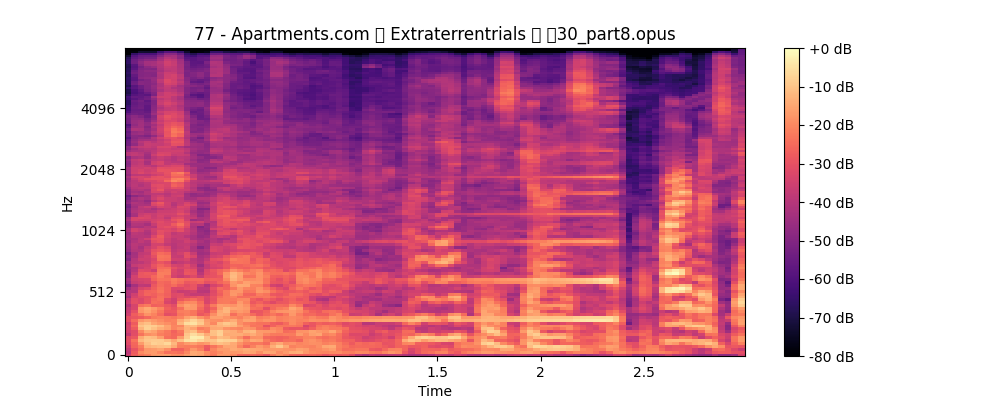 77 - Apartments.com  Extraterrentrials  30_part8.opus
+0 dB
4096
-10 dB
-20 dB
2048
-30 dB
Hz
-40 dB
1024
-50 dB
512
-60 dB
-70 dB
0
-80 dB
0 0.5 1 1.5 2 2.5
Time